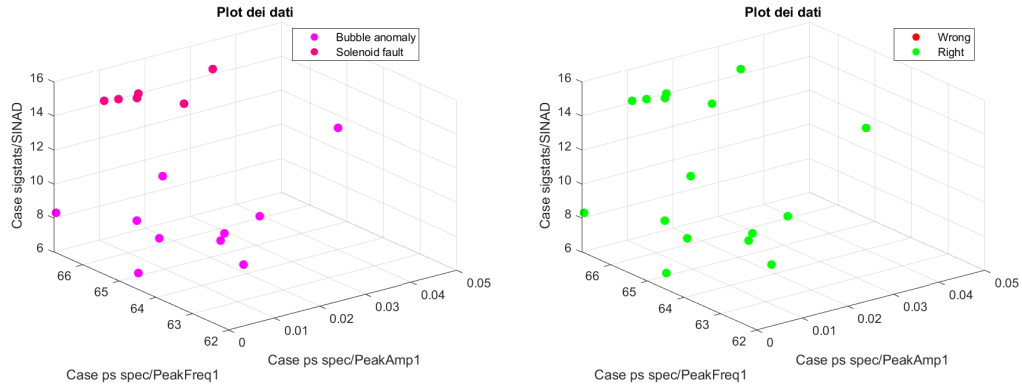 Plot dei dati
Bubble anomaly
Solenoid fault
16
14
12
10
8
6
Case sigstats/SINAD
66
65
64
63
62
Case ps spec/PeakFreq1
0
0.01
0.02
0.03
0.04
0.05
Case ps spec/PeakAmp1
Plot dei dati
Wrong
Right
16
14
12
10
8
6
Case sigstats/SINAD
66
65
64
63
62
Case ps spec/PeakFreq1
0
0.01
0.02
0.03
0.04
0.05
Case ps spec/PeakAmp1